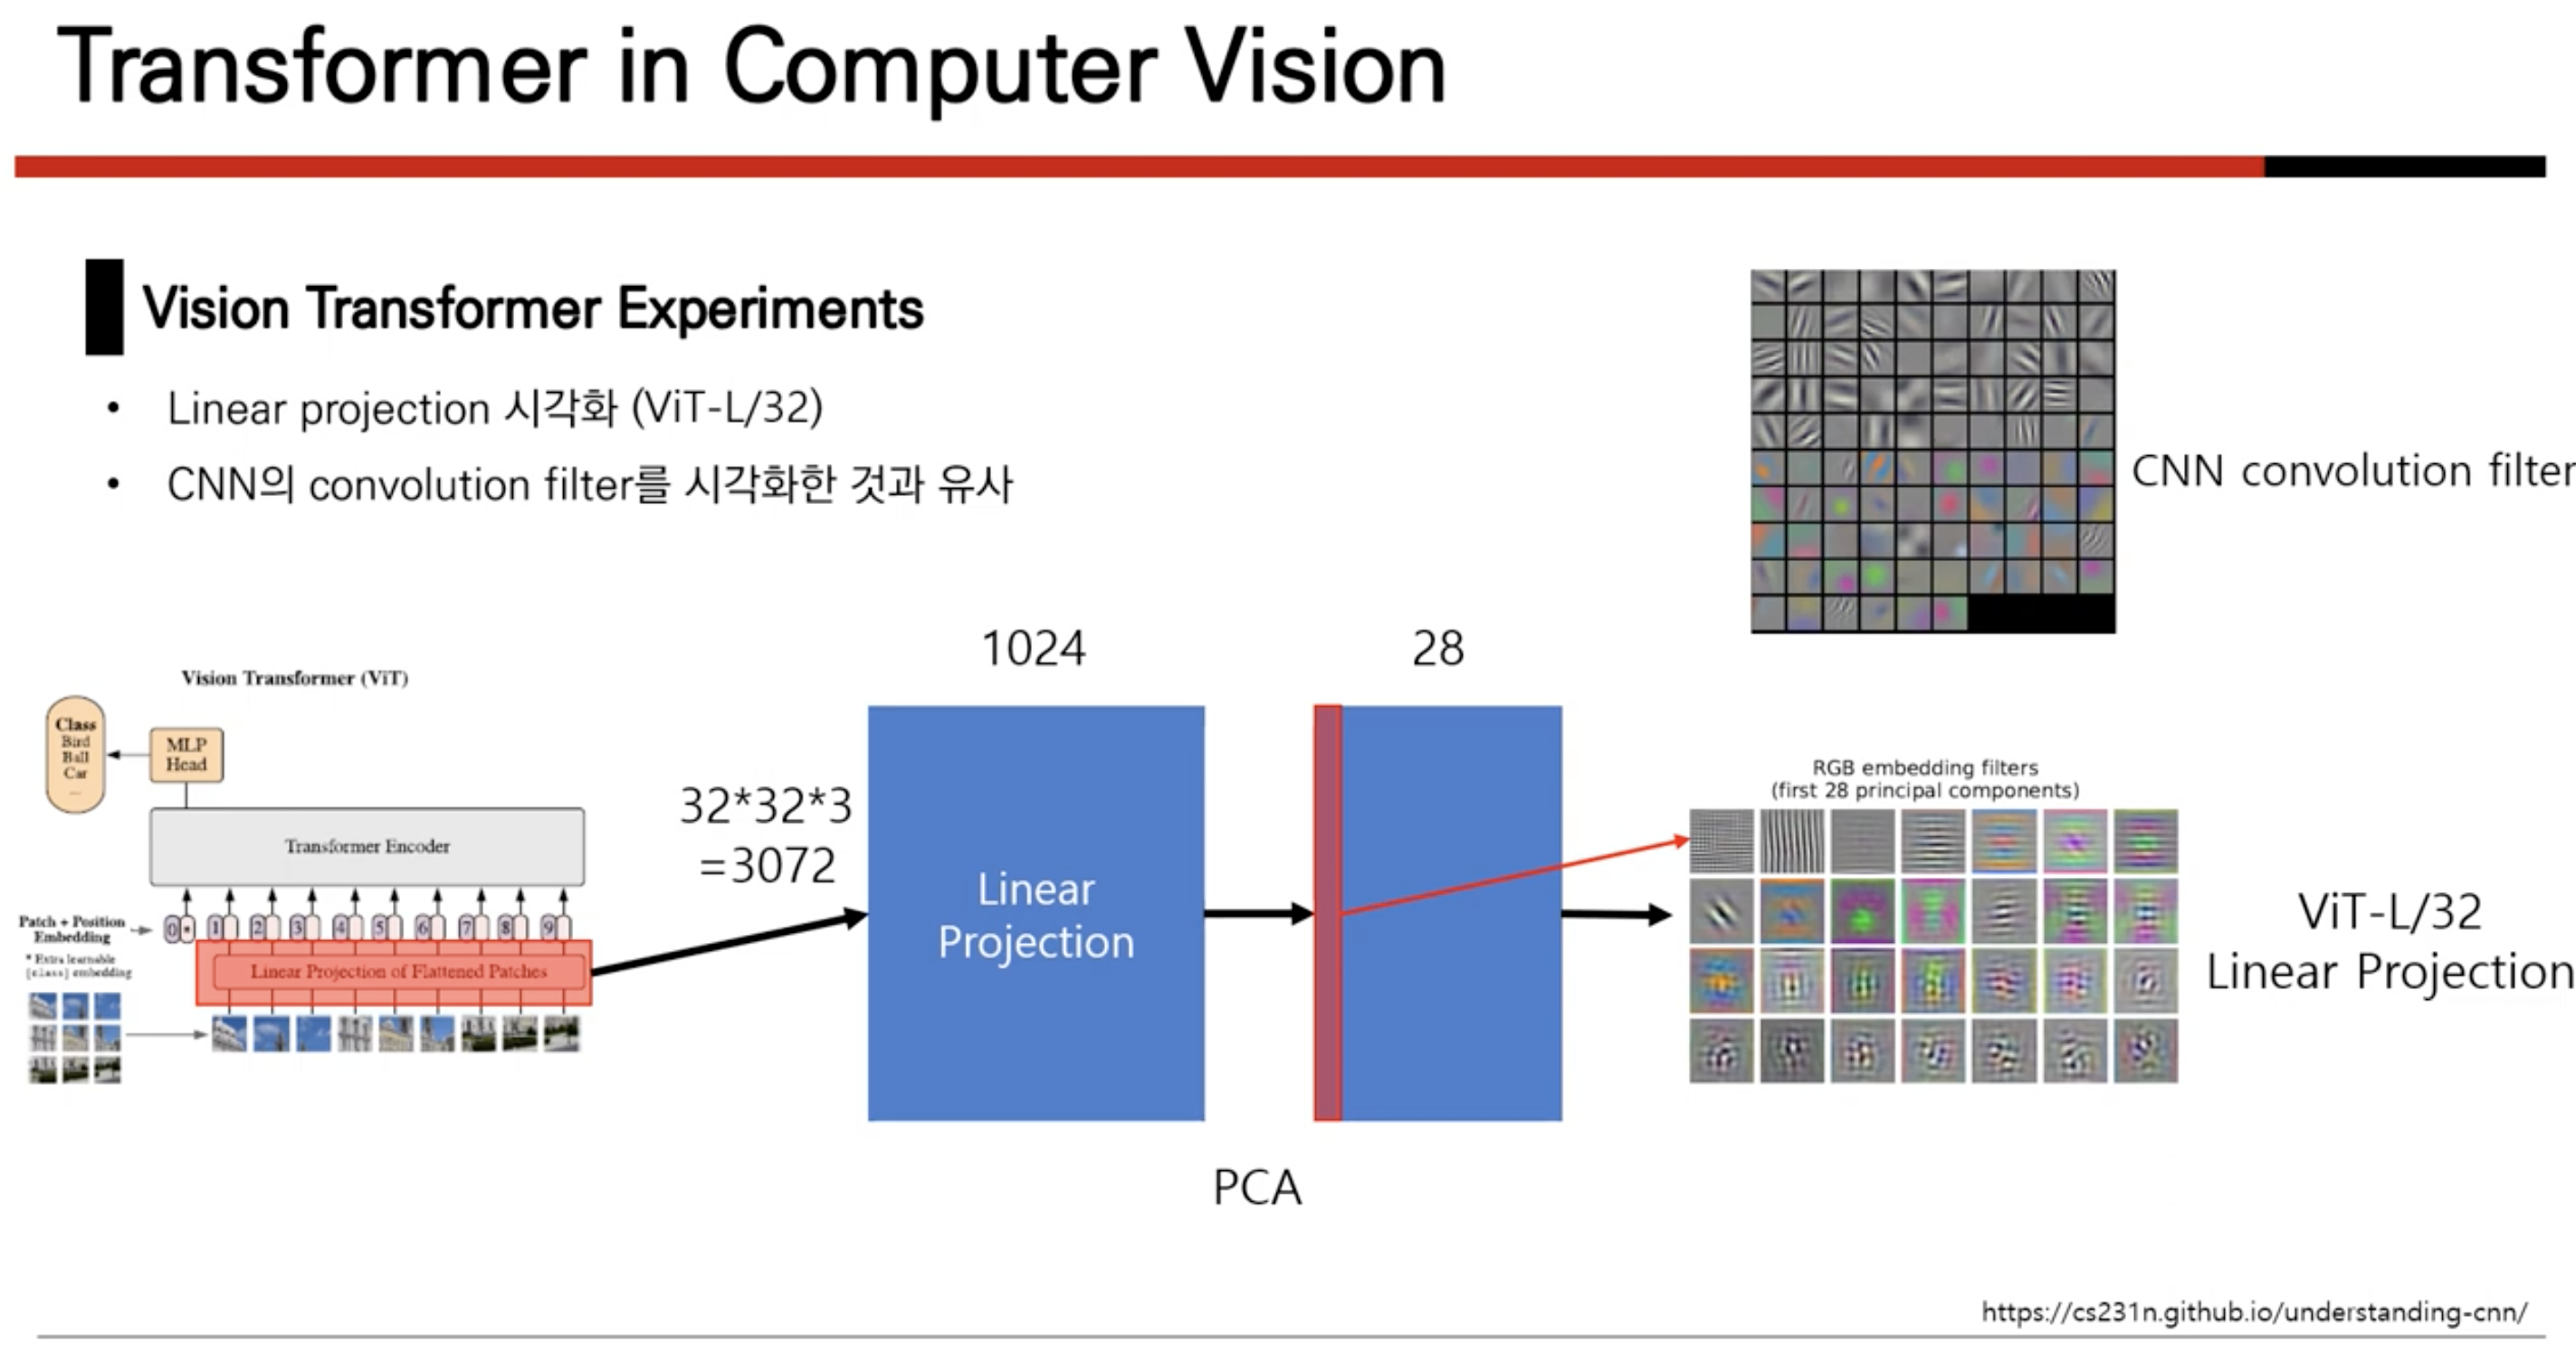 Transformer in Computer Vision
Vision Transformer Experiments
• Linear projection 시각화 (ViT-L/32)
• CNN의 convolution filter를 시각화한 것과 유사
CNN convolution filter
1024
28
Vision Transformer (ViT)
Class
Bird
Ball
Car
...
MLP
Head
Transformer Encoder
Patch + Position
Embedding
* Extra learnable
[class] embedding
0 * 1 2 3 4 5 6 7 8 9
Linear Projection of Flattened Patches
32*32*3
=3072
Linear
Projection
PCA
RGB embedding filters
(first 28 principal components)
ViT-L/32
Linear Projection
https://cs231n.github.io/understanding-cnn/